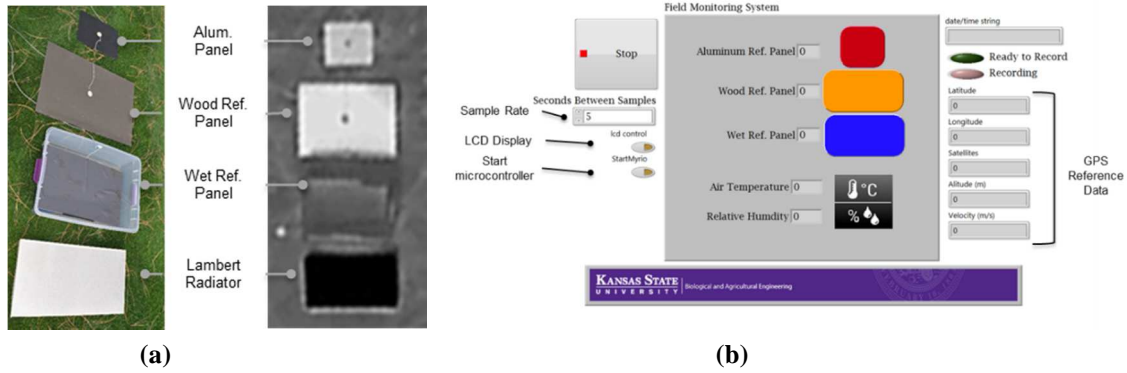 Alum.
Panel
Wood Ref.
Panel
Wet Ref.
Panel
Lambert
Radiator
(a)
Field Monitoring System
Stop
Seconds Between Samples
5
lcd control
StartMyrio
Sample Rate
LCD Display
Start
microcontroller
Aluminum Ref. Panel 0
Wood Ref. Panel 0
Wet Ref. Panel 0
Air Temperature 0
°C
Relative Humdity 0
%
date/time string
Ready to Record
Recording
Latitude
0
Longitude
0
Satellites
0
Alitude (m)
0
Velocity (m/s)
0
GPS
Reference
Data
KANSAS STATE
UNIVERSITY
Biological and Agricultural Engineering
(b)